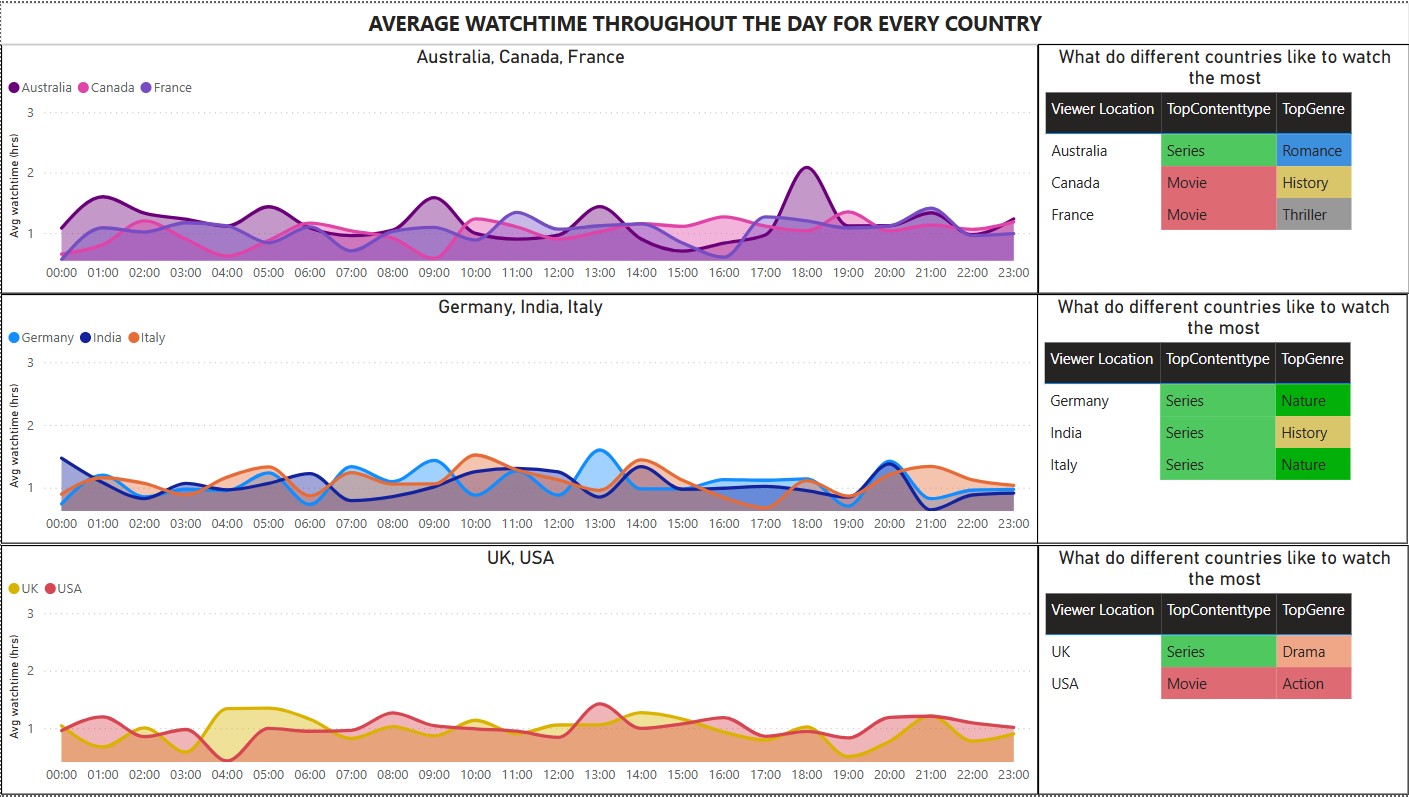 AVERAGE WATCHTIME THROUGHOUT THE DAY FOR EVERY COUNTRY
Australia, Canada, France
Australia Canada France
Avg watchtime (hrs)
3
2
1
00:00 01:00 02:00 03:00 04:00 05:00 06:00 07:00 08:00 09:00 10:00 11:00 12:00 13:00 14:00 15:00 16:00 17:00 18:00 19:00 20:00 21:00 22:00 23:00
What do different countries like to watch
the most
Viewer Location TopContenttype TopGenre
Australia Series Romance
Canada Movie History
France Movie Thriller
Germany, India, Italy
Germany India Italy
Avg watchtime (hrs)
3
2
1
00:00 01:00 02:00 03:00 04:00 05:00 06:00 07:00 08:00 09:00 10:00 11:00 12:00 13:00 14:00 15:00 16:00 17:00 18:00 19:00 20:00 21:00 22:00 23:00
What do different countries like to watch
the most
Viewer Location TopContenttype TopGenre
Germany Series Nature
India Series History
Italy Series Nature
UK, USA
UK USA
Avg watchtime (hrs)
3
2
1
00:00 01:00 02:00 03:00 04:00 05:00 06:00 07:00 08:00 09:00 10:00 11:00 12:00 13:00 14:00 15:00 16:00 17:00 18:00 19:00 20:00 21:00 22:00 23:00
What do different countries like to watch
the most
Viewer Location TopContenttype TopGenre
UK Series Drama
USA Movie Action